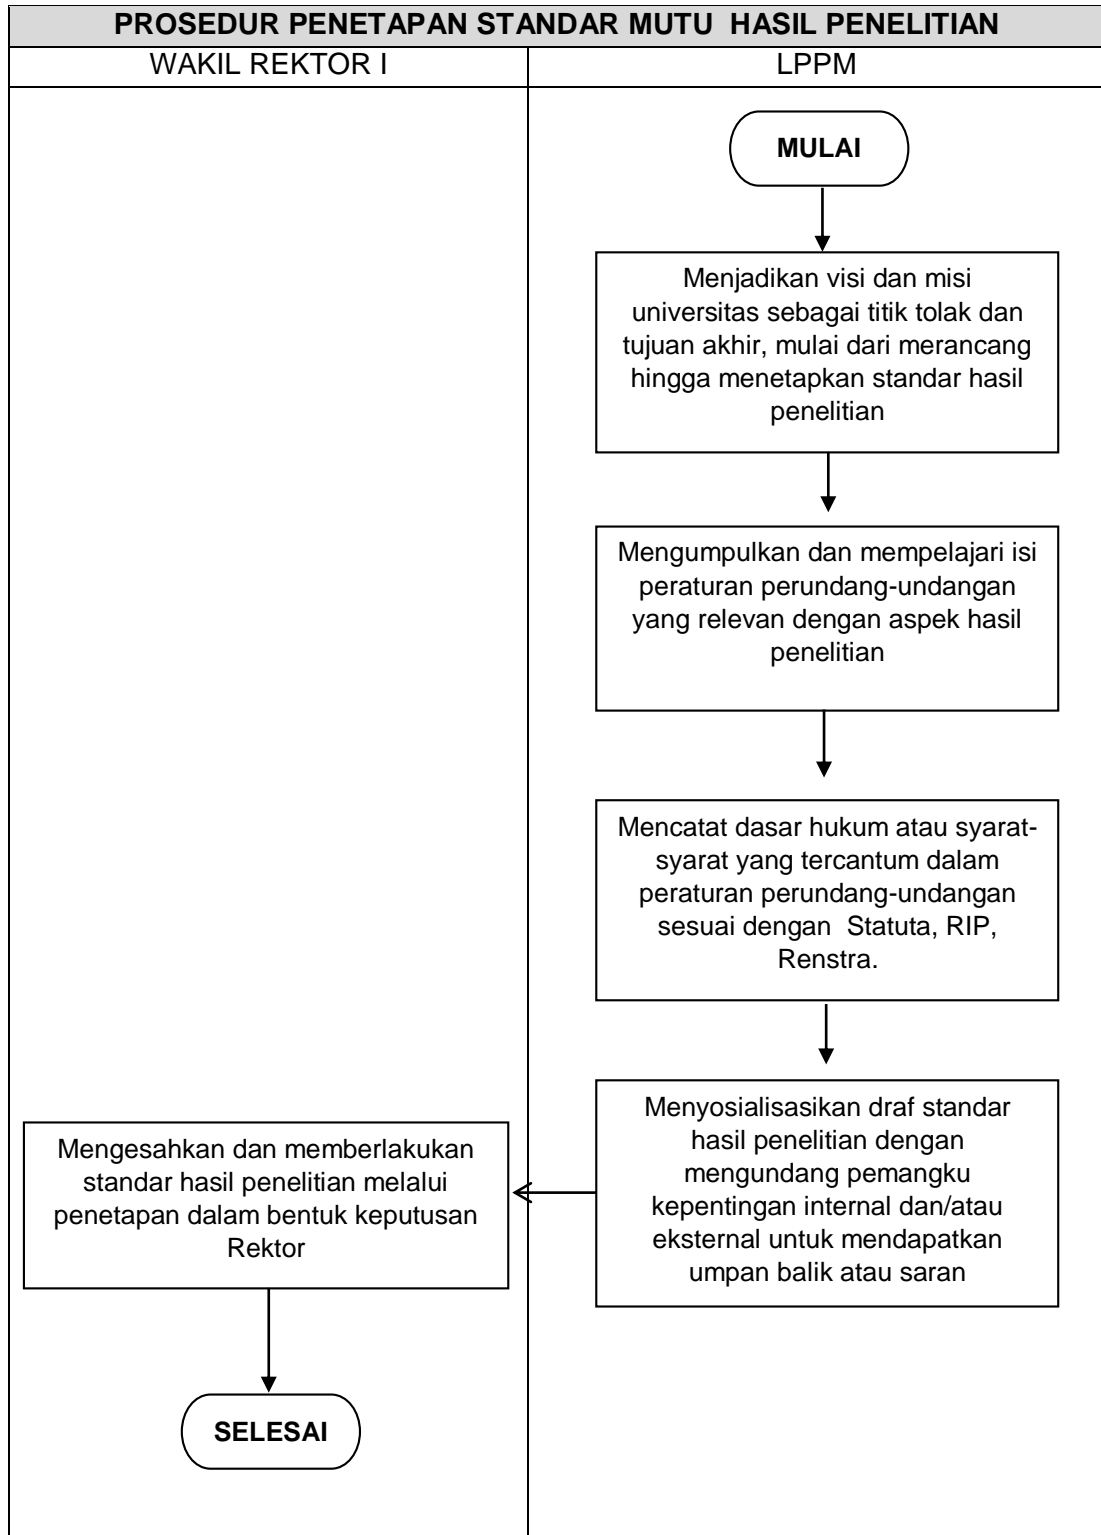 PROSEDUR PENETAPAN STANDAR MUTU HASIL PENELITIAN
WAKIL REKTOR I
LPPM
MULAI
Menjadikan visi dan misi
universitas sebagai titik tolak dan
tujuan akhir, mulai dari merancang
hingga menetapkan standar hasil
penelitian
Mengumpulkan dan mempelajari isi
peraturan perundang-undangan
yang relevan dengan aspek hasil
penelitian
Mencatat dasar hukum atau syarat-
syarat yang tercantum dalam
peraturan perundang-undangan
sesuai dengan Statuta, RIP,
Renstra.
Menyosialisasikan draf standar
hasil penelitian dengan
mengundang pemangku
kepentingan internal dan/atau
eksternal untuk mendapatkan
umpan balik atau saran
Mengesahkan dan memberlakukan
standar hasil penelitian melalui
penetapan dalam bentuk keputusan
Rektor
SELESAI